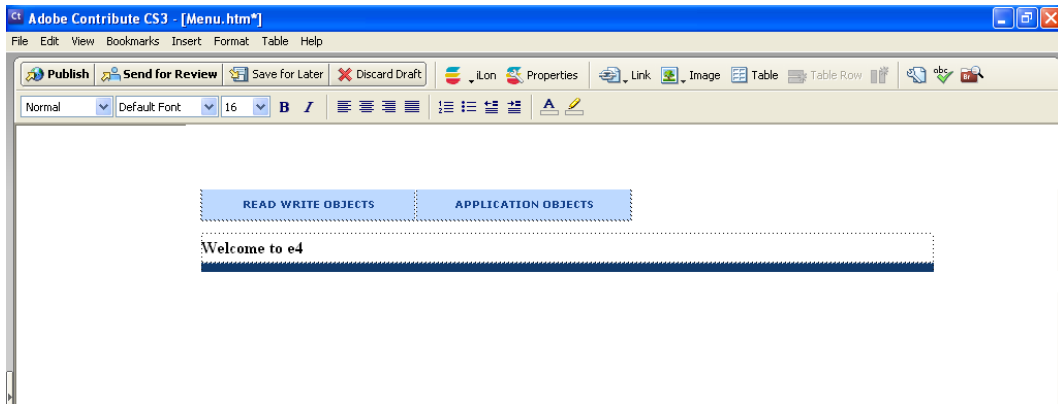 Ct Adobe Contribute CS3 - [Menu.htm*]
File Edit View Bookmarks Insert Format Table Help
Publish Send for Review Save for Later Discard Draft iLon Properties Link Image Table Table Row abc
Normal Default Font 16 B I A
READ WRITE OBJECTS APPLICATION OBJECTS
Welcome to e4